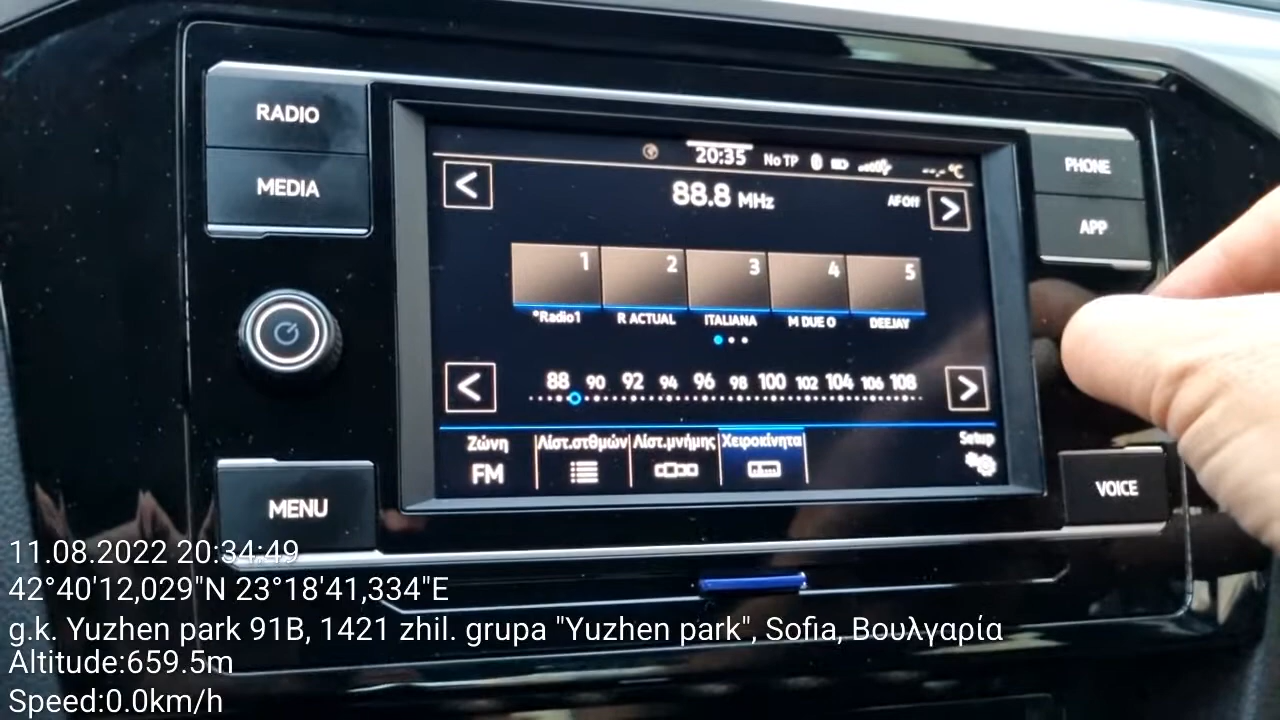 RADIO
MEDIA
MENU
PHONE
APP
VOICE
20:35 No TP --,- °C
88.8 MHz
AF Off
1 2 3 4 5
*Radio1 R ACTUAL ITALIANA M DUE O DEEJAY
88 90 92 94 96 98 100 102 104 106 108
Ζώνη Λίστ.στθμών Λίστ.μνήμης Χειροκίνητα Setup
FM
11.08.2022 20:34:49
42°40'12,029"N 23°18'41,334"E
g.k. Yuzhen park 91B, 1421 zhil. grupa "Yuzhen park", Sofia, Βουλγαρία
Altitude:659.5m
Speed:0.0km/h